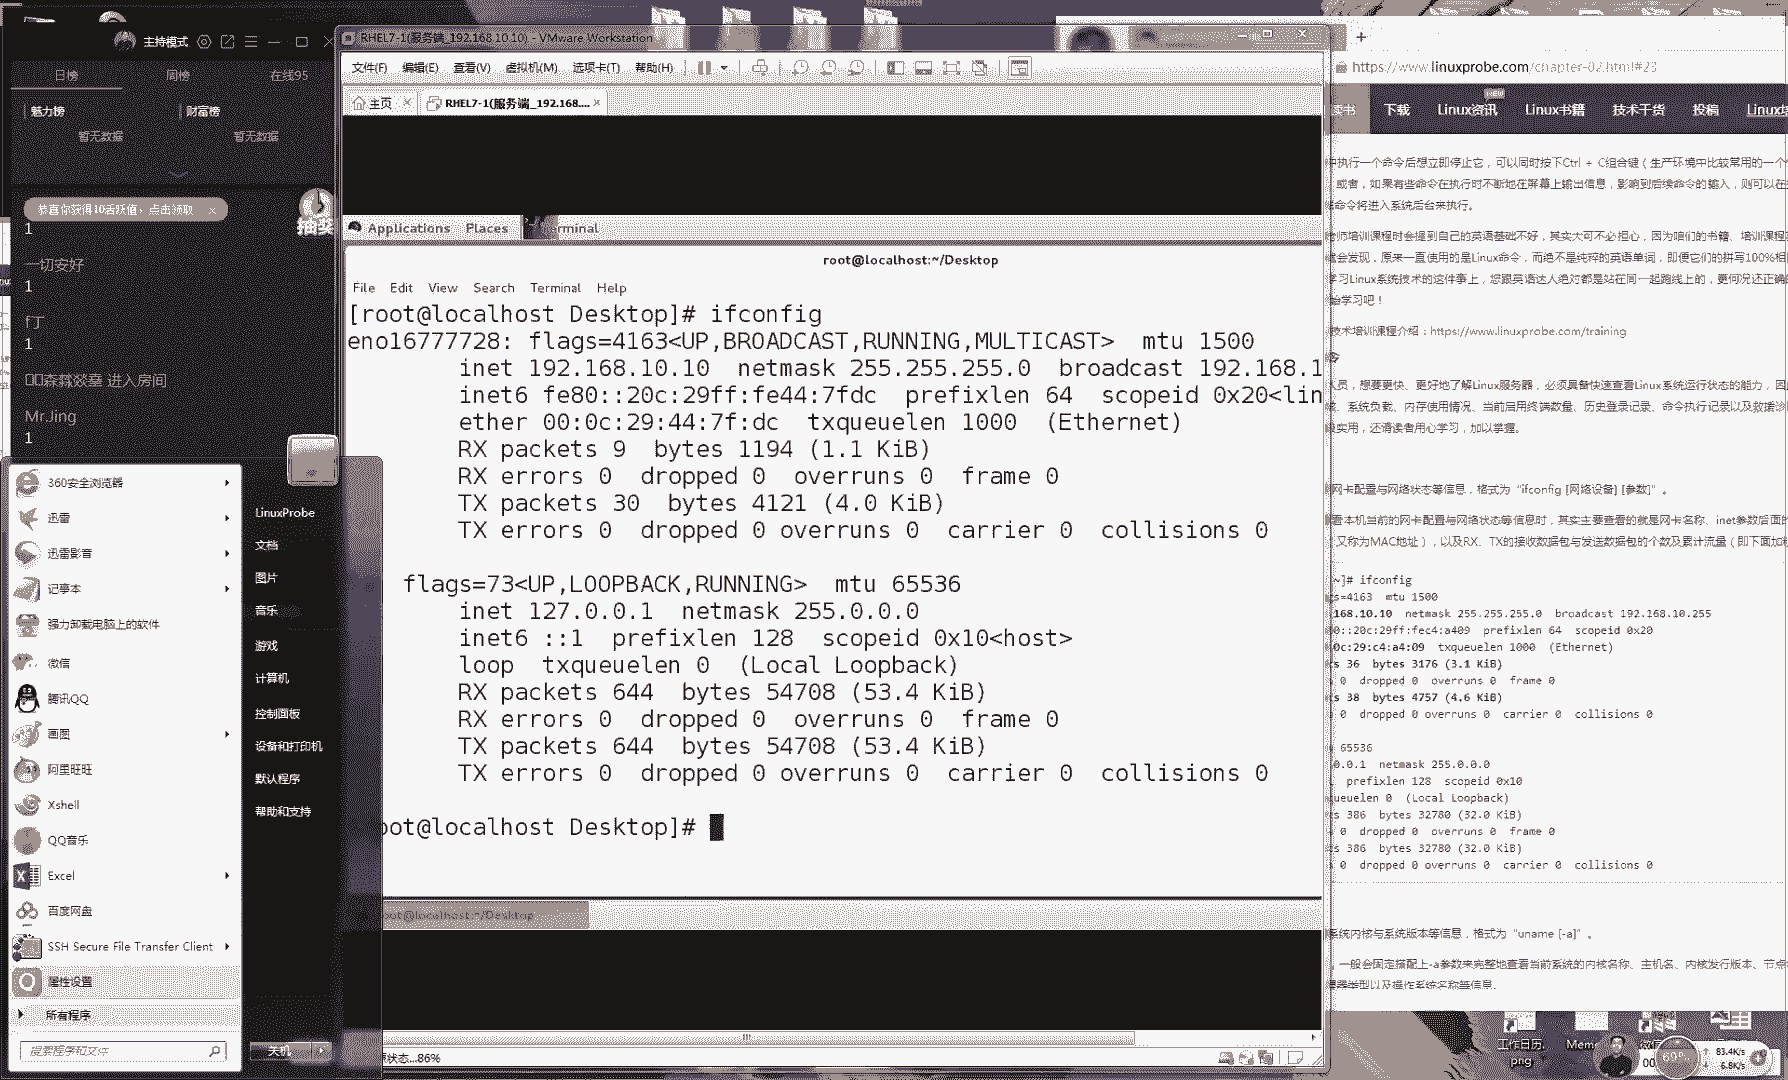 主持模式
日榜 周榜 在线95
魅力榜 财富榜
暂无数据 暂无数据
恭喜你获得10活跃值，点击领取 ×
抽奖
1
一切安好
1
f丁
1
进入房间
Mr.Jing
1
360安全浏览器
迅雷
迅雷影音
记事本
强力卸载电脑上的软件
微信
腾讯QQ
画图
阿里旺旺
Xshell
QQ音乐
Excel
百度网盘
SSH Secure File Transfer Client
属性设置
所有程序
搜索程序和文件
LinuxProbe
文档
图片
音乐
游戏
计算机
控制面板
设备和打印机
默认程序
帮助和支持
关机
RHEL7-1(服务端_192.168.10.10) - VMware Workstation
文件(F) 编辑(E) 查看(V) 虚拟机(M) 选项卡(T) 帮助(H)
主页 × RHEL7-1(服务端_192.168.... ×
Applications Places Terminal
root@localhost:~/Desktop
File Edit View Search Terminal Help
[root@localhost Desktop]# ifconfig
eno16777728: flags=4163<UP,BROADCAST,RUNNING,MULTICAST> mtu 1500
inet 192.168.10.10 netmask 255.255.255.0 broadcast 192.168.1
inet6 fe80::20c:29ff:fe44:7fdc prefixlen 64 scopeid 0x20<lin
ether 00:0c:29:44:7f:dc txqueuelen 1000 (Ethernet)
RX packets 9 bytes 1194 (1.1 KiB)
RX errors 0 dropped 0 overruns 0 frame 0
TX packets 30 bytes 4121 (4.0 KiB)
TX errors 0 dropped 0 overruns 0 carrier 0 collisions 0
flags=73<UP,LOOPBACK,RUNNING> mtu 65536
inet 127.0.0.1 netmask 255.0.0.0
inet6 ::1 prefixlen 128 scopeid 0x10<host>
loop txqueuelen 0 (Local Loopback)
RX packets 644 bytes 54708 (53.4 KiB)
RX errors 0 dropped 0 overruns 0 frame 0
TX packets 644 bytes 54708 (53.4 KiB)
TX errors 0 dropped 0 overruns 0 carrier 0 collisions 0
oot@localhost Desktop]#
oot@localhost:~/Desktop
状态...86%
https://www.linuxprobe.com/chapter-02.html#23
读书 下载 Linux资讯 NEW Linux书籍 技术干货 投稿 Linux
中执行一个命令后想立即停止它，可以同时按下Ctrl + C组合键（生产环境中比较常用的一个
或者，如果有些命令在执行时不断地在屏幕上输出信息，影响到后续命令的输入，则可以在
命令将进入系统后台来执行。
老师培训课程时会提到自己的英语基础不好，其实大可不必担心，因为咱们的书籍、培训课程
就会发现，原来一直使用的是Linux命令，而绝不是纯粹的英语单词，即便它们的拼写100%相
学习Linux系统技术的这件事上，您跟英语达人绝对都是站在同一起跑线上的，更何况还正确的
始学习吧！
技术培训课程介绍：https://www.linuxprobe.com/training
人员，想要更快、更好地了解Linux服务器，必须具备快速查看Linux系统运行状态的能力，因
系统负载、内存使用情况、当前启用终端数量、历史登录记录、命令执行记录以及救援诊
实用，还请读者用心学习，加以掌握。
网卡配置与网络状态等信息，格式为“ifconfig [网络设备] [参数]”。
看本机当前的网卡配置与网络状态等信息时，其实主要查看的就是网卡名称、inet参数后面的
（又称为MAC地址），以及RX、TX的接收数据包与发送数据包的个数及累计流量（即下面加
~]# ifconfig
s=4163 mtu 1500
168.10.10 netmask 255.255.255.0 broadcast 192.168.10.255
0::20c:29ff:fec4:a409 prefixlen 64 scopeid 0x20
0c:29:c4:a4:09 txqueuelen 1000 (Ethernet)
s 36 bytes 3176 (3.1 KiB)
0 dropped 0 overruns 0 frame 0
s 38 bytes 4757 (4.6 KiB)
0 dropped 0 overruns 0 carrier 0 collisions 0
65536
.0.0.1 netmask 255.0.0.0
prefixlen 128 scopeid 0x10
queuelen 0 (Local Loopback)
s 386 bytes 32780 (32.0 KiB)
0 dropped 0 overruns 0 frame 0
s 386 bytes 32780 (32.0 KiB)
0 dropped 0 overruns 0 carrier 0 collisions 0
系统内核与系统版本等信息，格式为“uname [-a]”。
一般会固定搭配上-a参数来完整地查看当前系统的内核名称、主机名、内核发行版本、节点
器类型以及操作系统名称等信息。
工作日历.png
69%
83.4K/s
6.8K/s